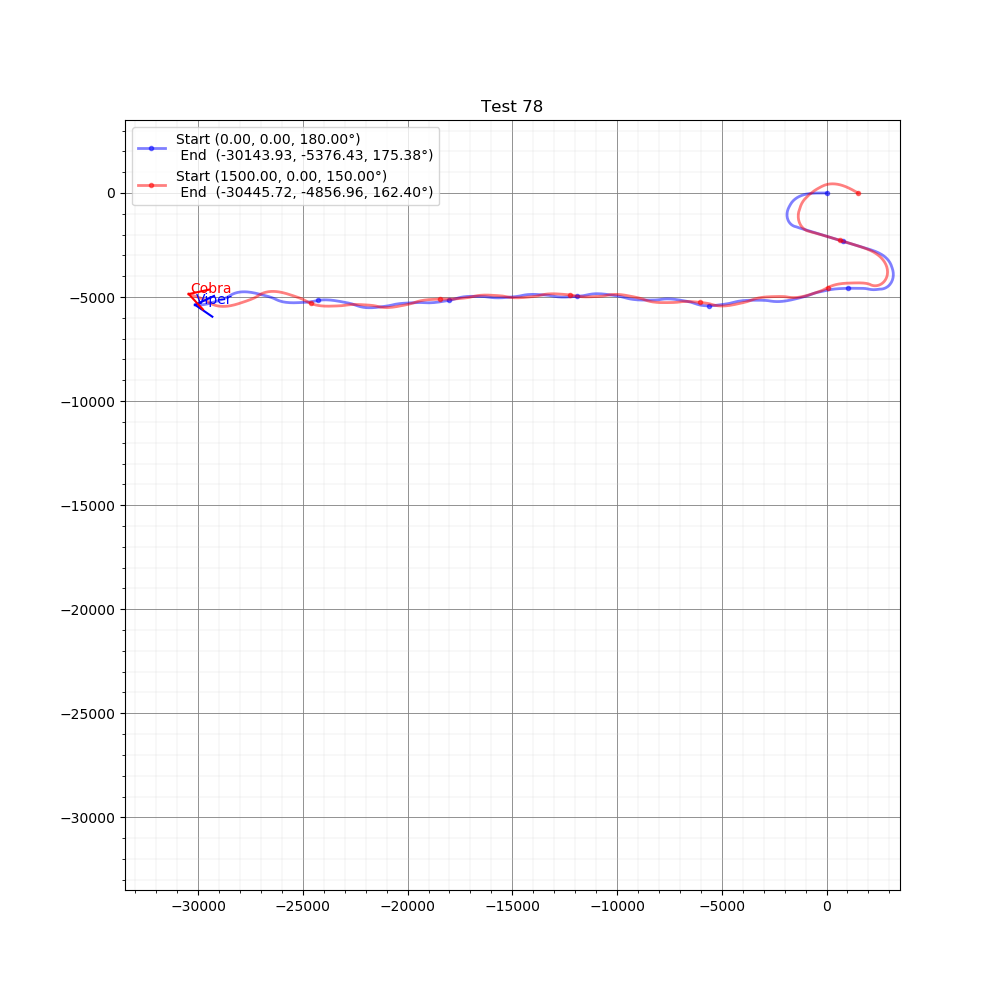 Test 78
Start (0.00, 0.00, 180.00°)
End (-30143.93, -5376.43, 175.38°)
Start (1500.00, 0.00, 150.00°)
End (-30445.72, -4856.96, 162.40°)
0
−5000
−10000
−15000
−20000
−25000
−30000
Cobra
Viper
−30000 −25000 −20000 −15000 −10000 −5000 0